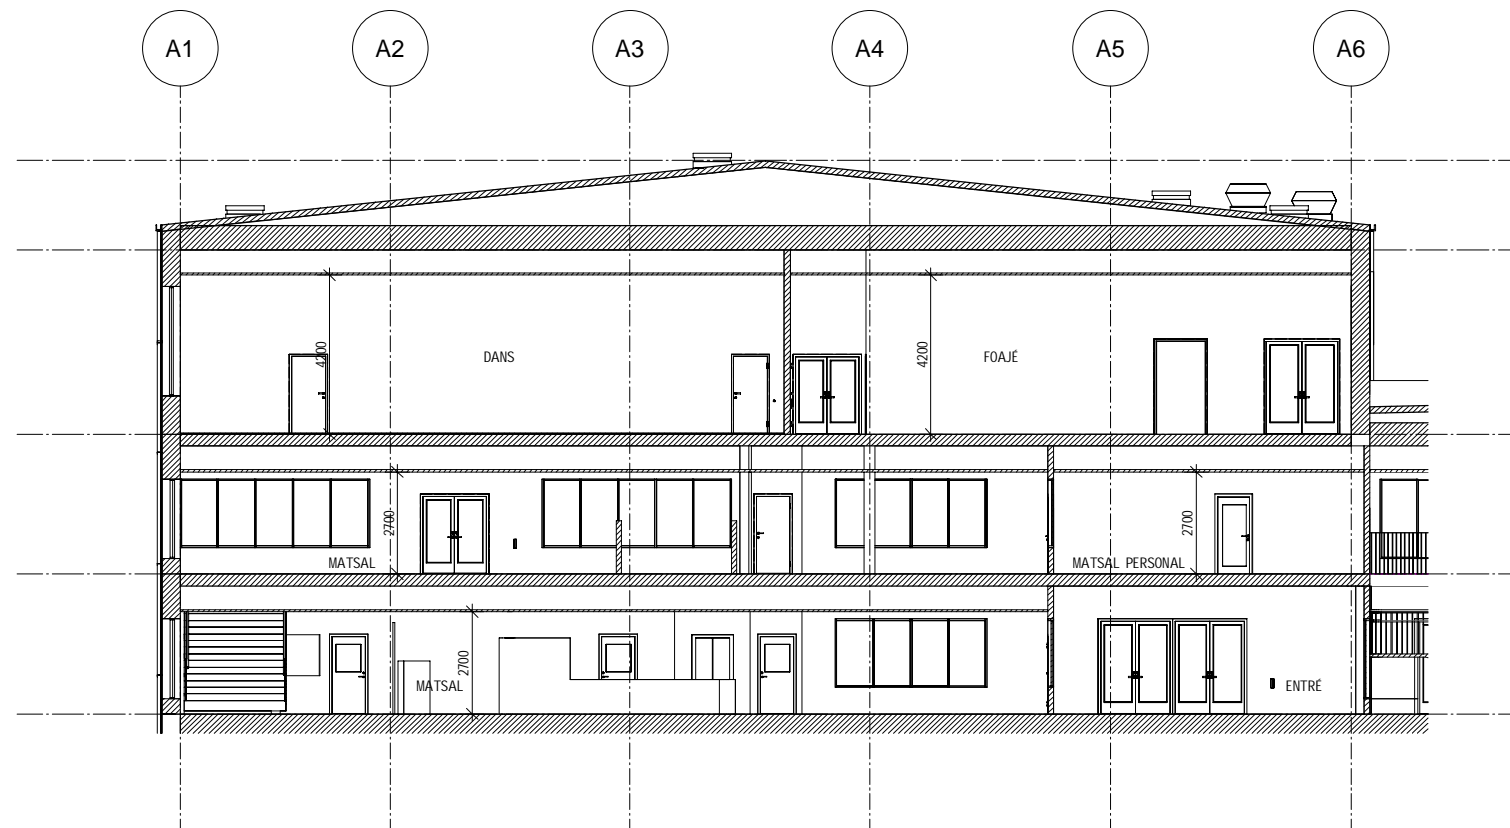 A1
A2
A3
A4
A5
A6
4200
DANS
4200
FOAJÉ
2700
MATSAL
2700
MATSAL PERSONAL
2700
MATSAL
ENTRÉ